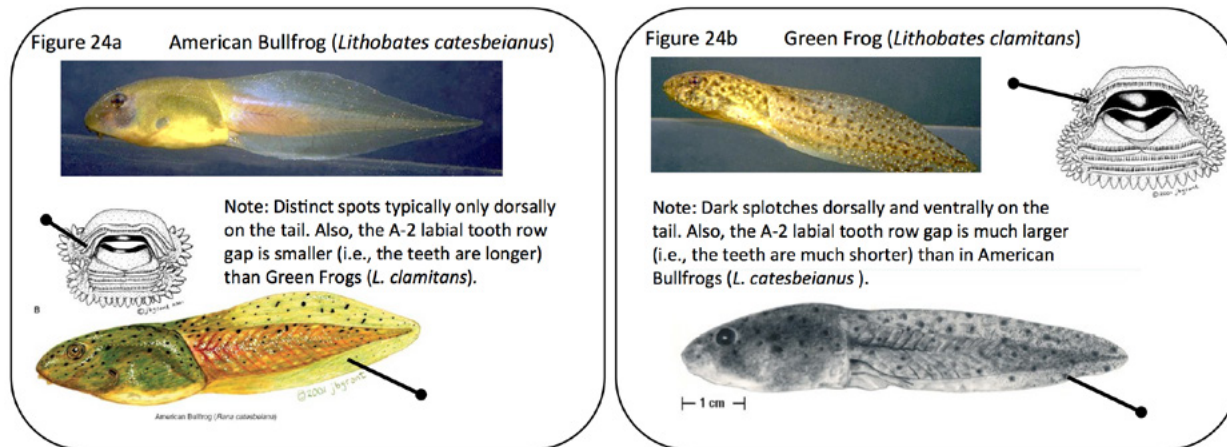 Figure 24a American Bullfrog (Lithobates catesbeianus)
Note: Distinct spots typically only dorsally
on the tail. Also, the A-2 labial tooth row
gap is smaller (i.e., the teeth are longer)
than Green Frogs (L. clamitans).
B
©2001 jbgrant
American Bullfrog (Rana catesbeiana)
Figure 24b Green Frog (Lithobates clamitans)
©2001 jbgrant
Note: Dark splotches dorsally and ventrally on the
tail. Also, the A-2 labial tooth row gap is much larger
(i.e., the teeth are much shorter) than in American
Bullfrogs (L. catesbeianus ).
1 cm